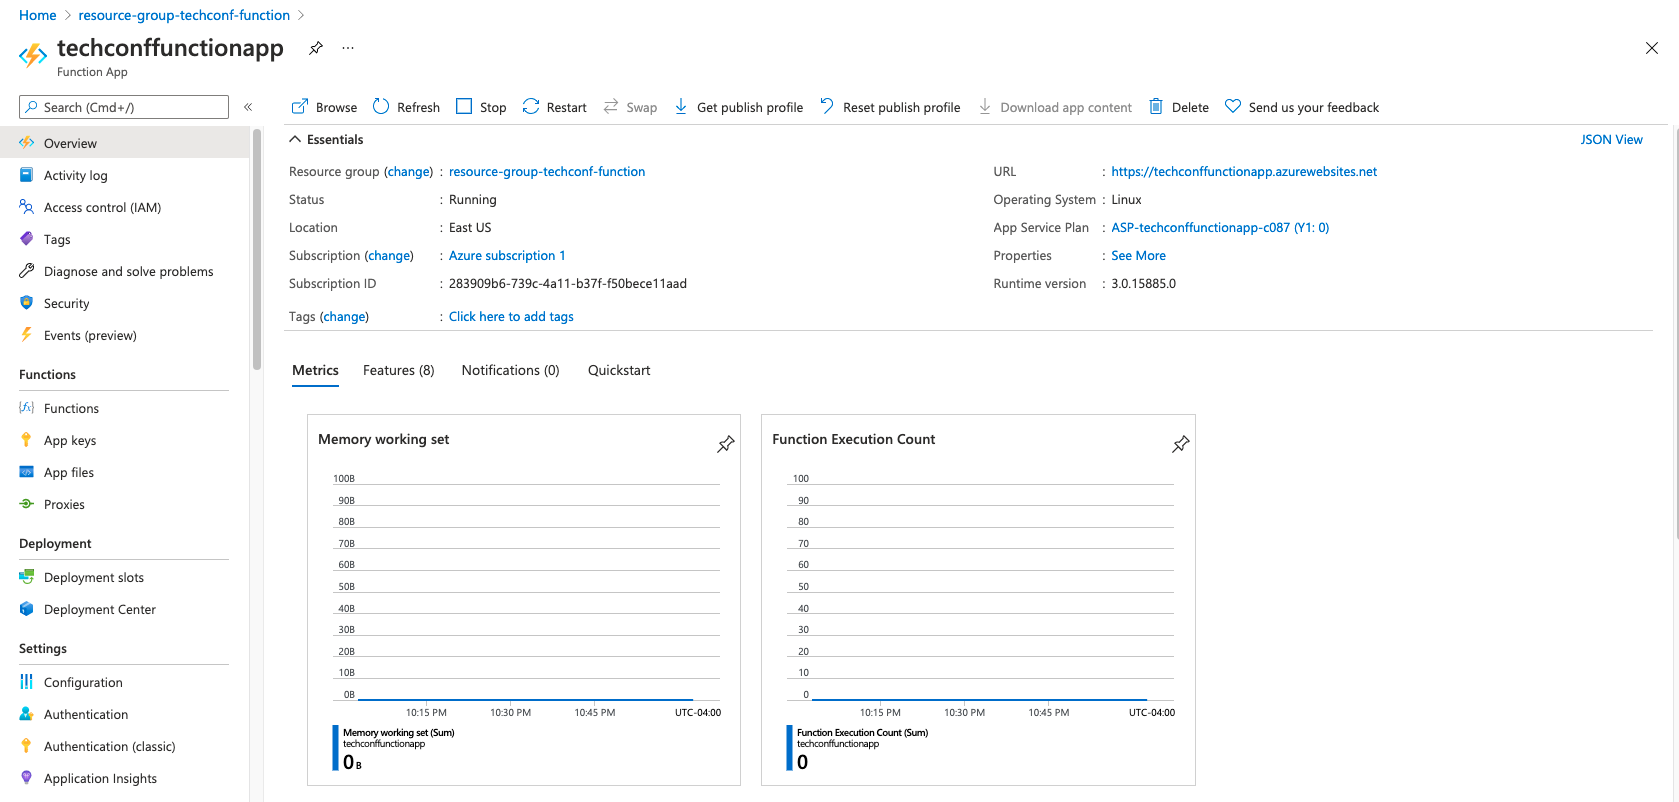 Home > resource-group-techconf-function >
techconffunctionapp ...
Function App
Search (Cmd+/) «
Overview
Activity log
Access control (IAM)
Tags
Diagnose and solve problems
Security
Events (preview)
Functions
Functions
App keys
App files
Proxies
Deployment
Deployment slots
Deployment Center
Settings
Configuration
Authentication
Authentication (classic)
Application Insights
Browse Refresh Stop Restart Swap Get publish profile Reset publish profile Download app content Delete Send us your feedback
Essentials JSON View
Resource group (change) : resource-group-techconf-function
Status : Running
Location : East US
Subscription (change) : Azure subscription 1
Subscription ID : 283909b6-739c-4a11-b37f-f50bece11aad
Tags (change) : Click here to add tags
URL : https://techconffunctionapp.azurewebsites.net
Operating System : Linux
App Service Plan : ASP-techconffunctionapp-c087 (Y1: 0)
Properties : See More
Runtime version : 3.0.15885.0
Metrics Features (8) Notifications (0) Quickstart
Memory working set
100B
90B
80B
70B
60B
50B
40B
30B
20B
10B
0B
10:15 PM 10:30 PM 10:45 PM UTC-04:00
Memory working set (Sum)
techconffunctionapp
0 B
Function Execution Count
100
90
80
70
60
50
40
30
20
10
0
10:15 PM 10:30 PM 10:45 PM UTC-04:00
Function Execution Count (Sum)
techconffunctionapp
0